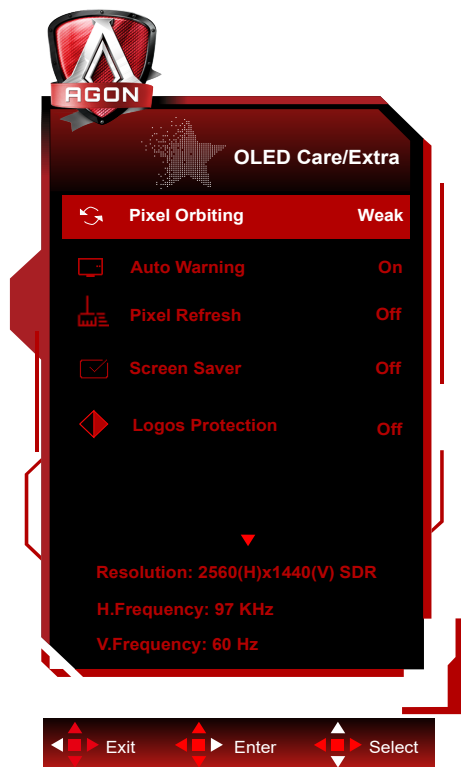 AGON
OLED Care/Extra
Pixel Orbiting Weak
Auto Warning On
Pixel Refresh Off
Screen Saver Off
Logos Protection Off
Resolution: 2560(H)x1440(V) SDR
H.Frequency: 97 KHz
V.Frequency: 60 Hz
Exit Enter Select